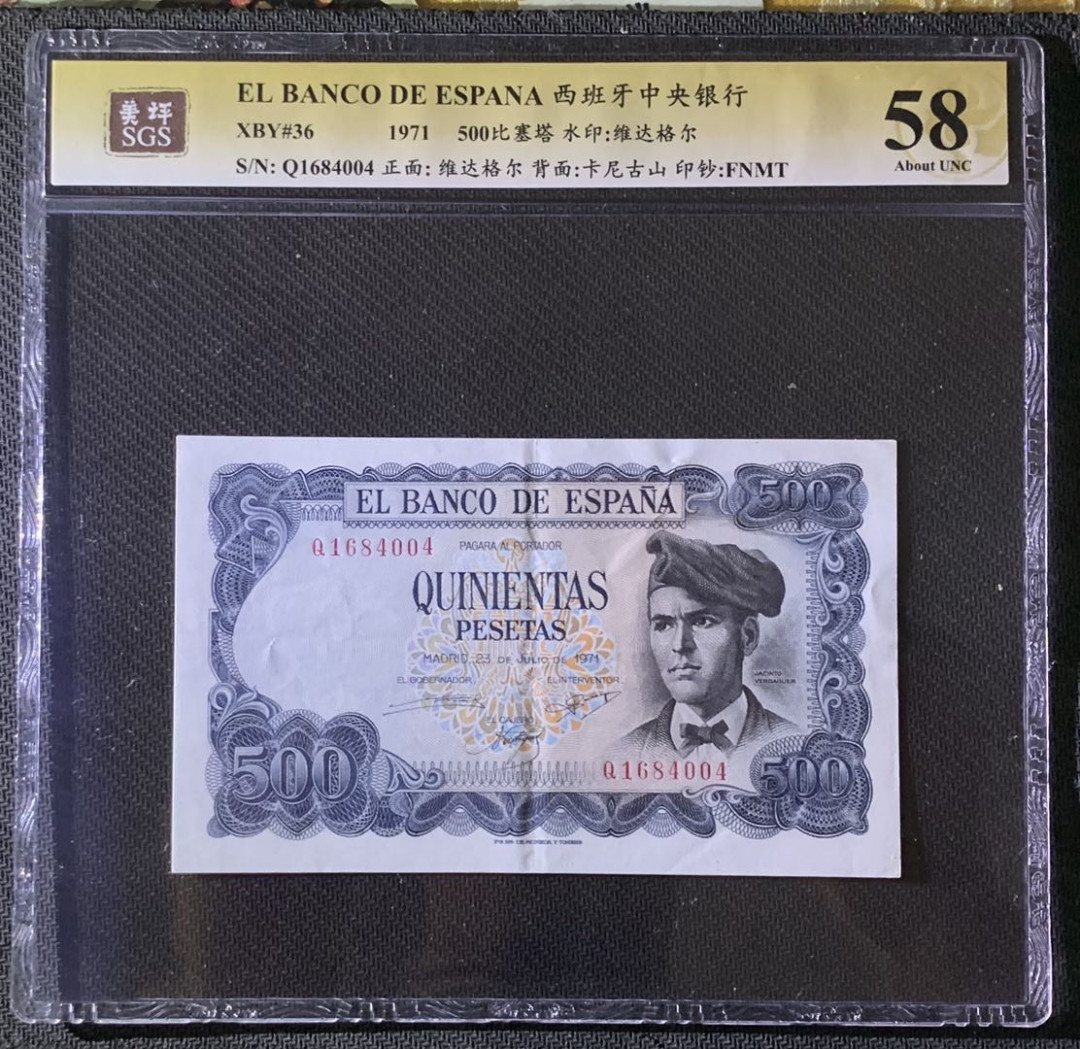 美评
SGS
EL BANCO DE ESPANA 西班牙中央银行
XBY#36 1971 500比塞塔 水印:维达格尔
S/N: Q1684004 正面: 维达格尔 背面:卡尼古山 印钞:FNMT
58
About UNC
EL BANCO DE ESPAÑA
500
Q1684004 PAGARA AL PORTADOR
QUINIENTAS
PESETAS
MADRID, 23 DE JULIO DE 1971
EL GOBERNADOR EL INTERVENTOR
JACINTO
VERDAGUER
EL CAJERO
500
Q1684004
500